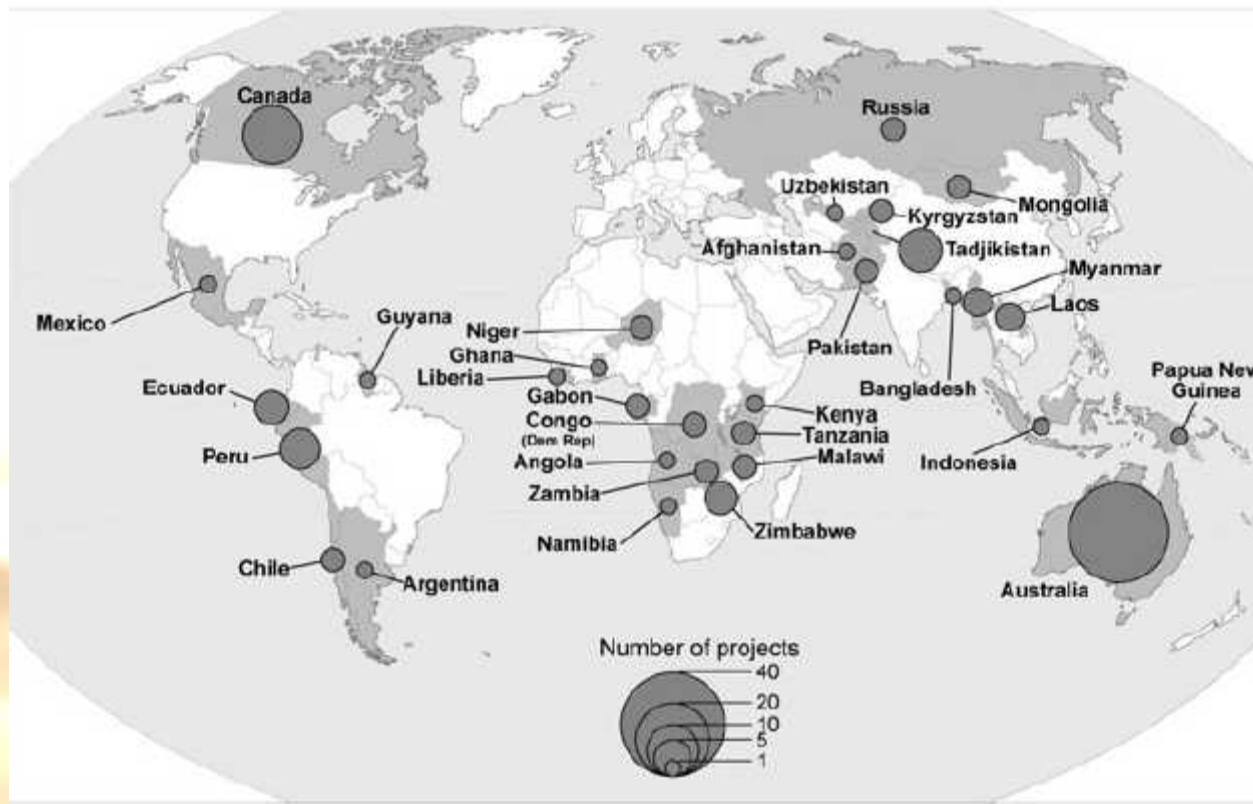 Canada
Russia
Uzbekistan
Mongolia
Kyrgyzstan
Afghanistan
Tadjikistan
Myanmar
Mexico
Guyana
Niger
Laos
Ghana
Pakistan
Liberia
Bangladesh
Papua New
Guinea
Ecuador
Gabon
Kenya
Congo
(Dem Rep)
Tanzania
Peru
Angola
Malawi
Indonesia
Zambia
Namibia
Zimbabwe
Chile
Argentina
Australia
Number of projects
40
20
10
5
1